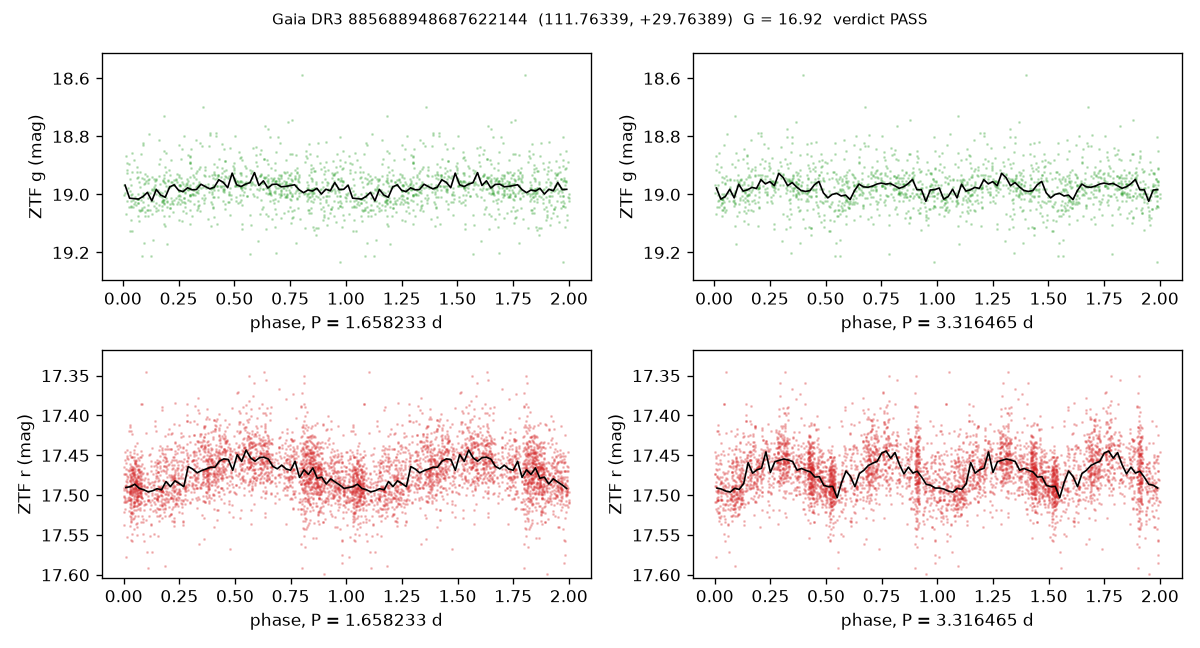 Gaia DR3 885688948687622144  (111.76339, +29.76389)  G = 16.92  verdict PASS
ZTF g (mag)
18.6
18.8
19.0
19.2
0.00 0.25 0.50 0.75 1.00 1.25 1.50 1.75 2.00
phase, P = 1.658233 d
ZTF g (mag)
18.6
18.8
19.0
19.2
0.00 0.25 0.50 0.75 1.00 1.25 1.50 1.75 2.00
phase, P = 3.316465 d
ZTF r (mag)
17.35
17.40
17.45
17.50
17.55
17.60
0.00 0.25 0.50 0.75 1.00 1.25 1.50 1.75 2.00
phase, P = 1.658233 d
ZTF r (mag)
17.35
17.40
17.45
17.50
17.55
17.60
0.00 0.25 0.50 0.75 1.00 1.25 1.50 1.75 2.00
phase, P = 3.316465 d